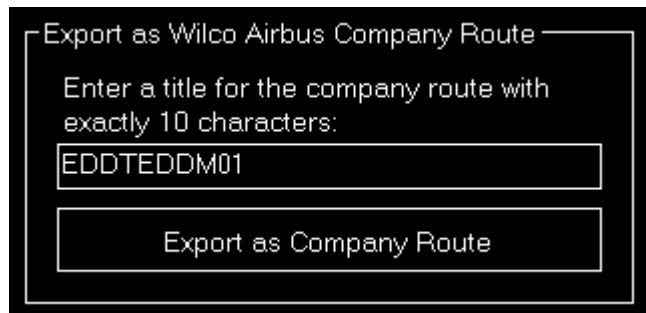 Export as Wilco Airbus Company Route
Enter a title for the company route with
exactly 10 characters:
EDDTEDDM01
Export as Company Route